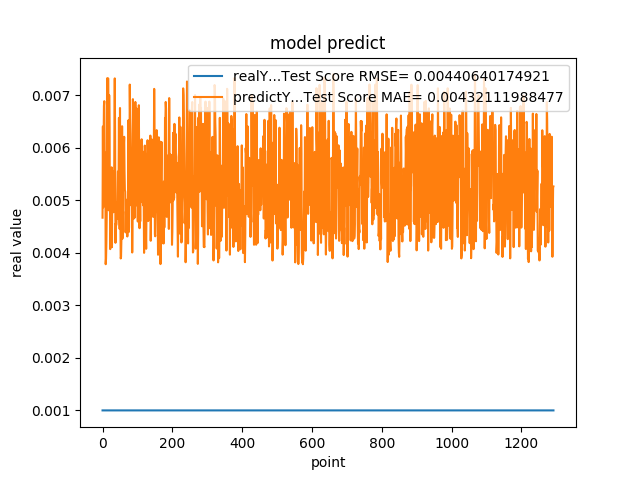 model predict
realY...Test Score RMSE= 0.00440640174921
predictY...Test Score MAE= 0.00432111988477
0.007
0.006
0.005
0.004
0.003
0.002
0.001
real value
0
200
400
600
800
1000
1200
point